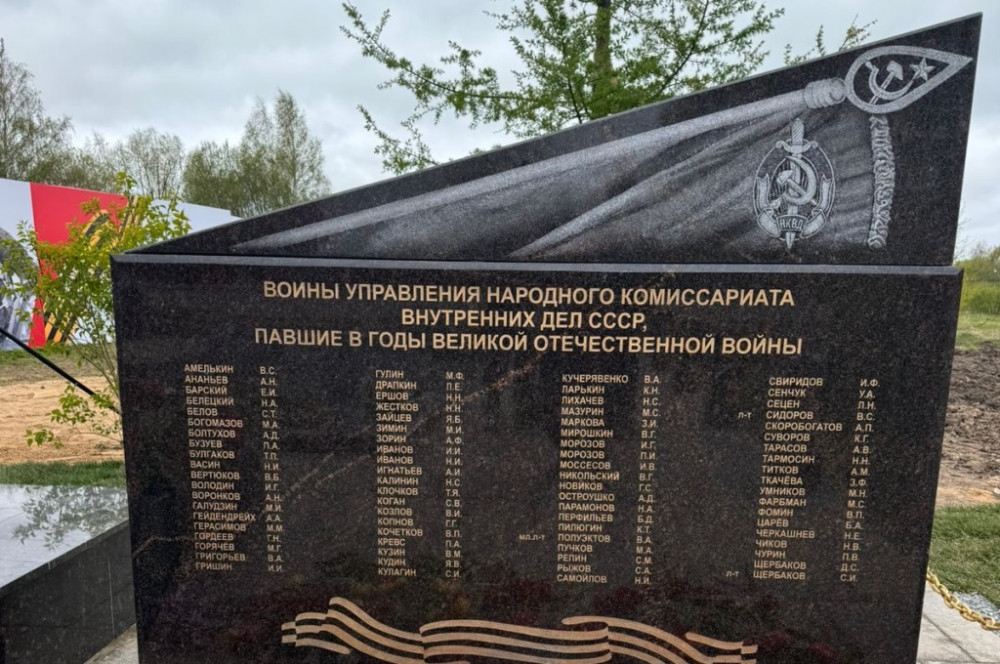 НКВД
ВОИНЫ УПРАВЛЕНИЯ НАРОДНОГО КОМИССАРИАТА
ВНУТРЕННИХ ДЕЛ СССР,
ПАВШИЕ В ГОДЫ ВЕЛИКОЙ ОТЕЧЕСТВЕННОЙ ВОЙНЫ
АМЕЛЬКИН В.С.
АНАНЬЕВ А.Н.
БАРСКИЙ Е.И.
БЕЛЕЦКИЙ Н.А.
БЕЛОВ С.Т.
БОГОМАЗОВ М.А.
БОЛТУХОВ А.Д.
БУЗУЕВ П.А.
БУЛГАКОВ Т.П.
ВАСИН Н.И.
ВЕРТЮКОВ В.Б.
ВОЛОДИН И.Г.
ВОРОНКОВ А.Н.
ГАЛУДЗИН М.И.
ГЕЙДЕНДРЕЙХ А.А.
ГЕРАСИМОВ М.М.
ГОРДЕЕВ Г.Н.
ГОРЯЧЕВ М.Г.
ГРИГОРЬЕВ В.А.
ГРИШИН И.И.
ГУЛИН М.Ф.
ДРАПКИН П.Е.
ЕРШОВ Н.Н.
ЖЕСТКОВ Н.Н.
ЗАЙЦЕВ Я.Б.
ЗИМИН М.И.
ЗОРИН А.Ф.
ИВАНОВ И.И.
ИВАНОВ Н.И.
ИГНАТЬЕВ А.И.
КАЛИНИН Н.С.
КЛОЧКОВ Т.Я.
КОГАН С.В.
КОЗЛОВ В.И.
КОПНОВ Г.Г.
КОЧЕТКОВ В.П.
КРЕВС П.А.
КУЗИН В.М.
КУДИН Я.В.
КУЛАГИН С.И.
КУЧЕРЯВЕНКО В.А.
ЛАРЬКИН К.Н.
ЛИХАЧЕВ Н.С.
МАЗУРИН М.С.
МАРКОВА З.И.
МИРОШКИН В.Г.
МОРОЗОВ И.Г.
МОРОЗОВ П.И.
МОССЕСОВ И.В.
НИКОЛЬСКИЙ И.Г.
НОВИКОВ Г.С.
ОСТРОУШКО А.Д.
ПАРАМОНОВ Н.А.
ПЕРФИЛЬЕВ Б.Д.
ПИЛЮГИН К.Т.
МЛ.Л-Т ПОЛУЭКТОВ В.А.
ПУЧКОВ М.Г.
РЕПИН С.М.
РЫЖОВ С.А.
САМОЙЛОВ Н.И.
СВИРИДОВ И.Ф.
СЕНЧУК У.А.
СЕЦЕН Л.Н.
Л-Т СИДОРОВ В.С.
СКОРОБОГАТОВ А.П.
СУВОРОВ К.Г.
ТАРАСОВ А.В.
ТАРМОСИН Н.Н.
ТИТКОВ А.М.
ТКАЧЁВА З.Ф.
УМНИКОВ М.Н.
ФАРБМАН М.С.
ФОМИН В.П.
ЦАРЁВ Б.А.
ЧЕРКАШНЕВ Н.Е.
ЧИКОВ Н.В.
ЧУРИН П.В.
ЩЕРБАКОВ Д.С.
Л-Т ЩЕРБАКОВ С.И.